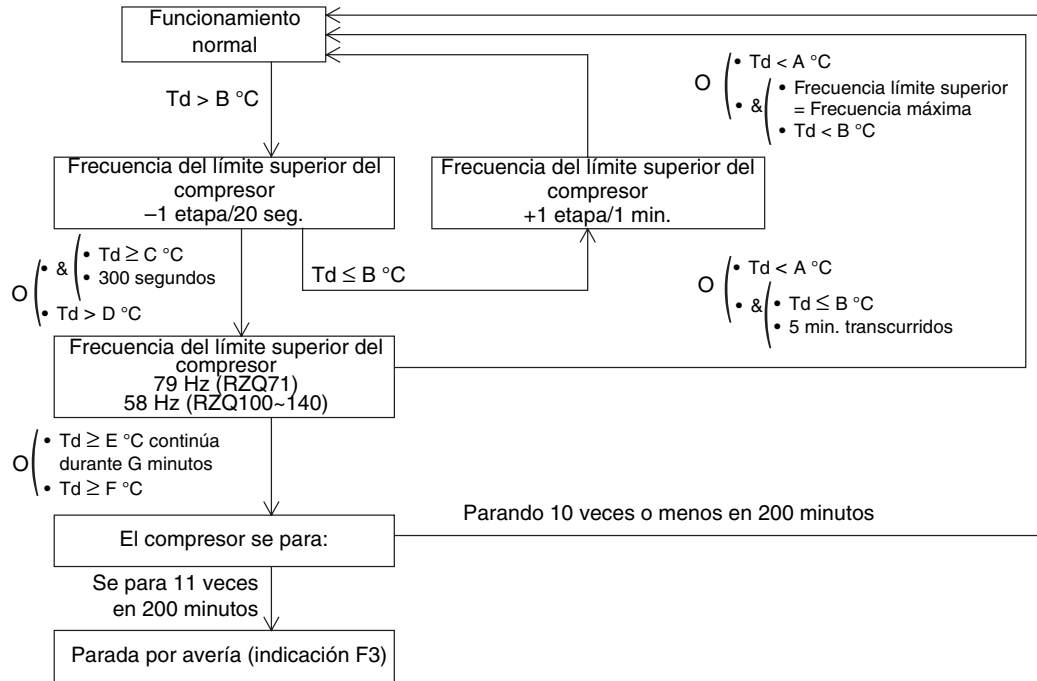 Funcionamiento
normal
Td > B °C
O
• Td < A °C
• &
• Frecuencia límite superior
= Frecuencia máxima
• Td < B °C
Frecuencia del límite superior del
compresor
–1 etapa/20 seg.
Frecuencia del límite superior del
compresor
+1 etapa/1 min.
O
• &
• Td ≥ C °C
• 300 segundos
• Td > D °C
Td ≤ B °C
O
• Td < A °C
• &
• Td ≤ B °C
• 5 min. transcurridos
Frecuencia del límite superior del
compresor
79 Hz (RZQ71)
58 Hz (RZQ100~140)
O
• Td ≥ E °C continúa
durante G minutos
• Td ≥ F °C
El compresor se para:
Parando 10 veces o menos en 200 minutos
Se para 11 veces
en 200 minutos
Parada por avería (indicación F3)